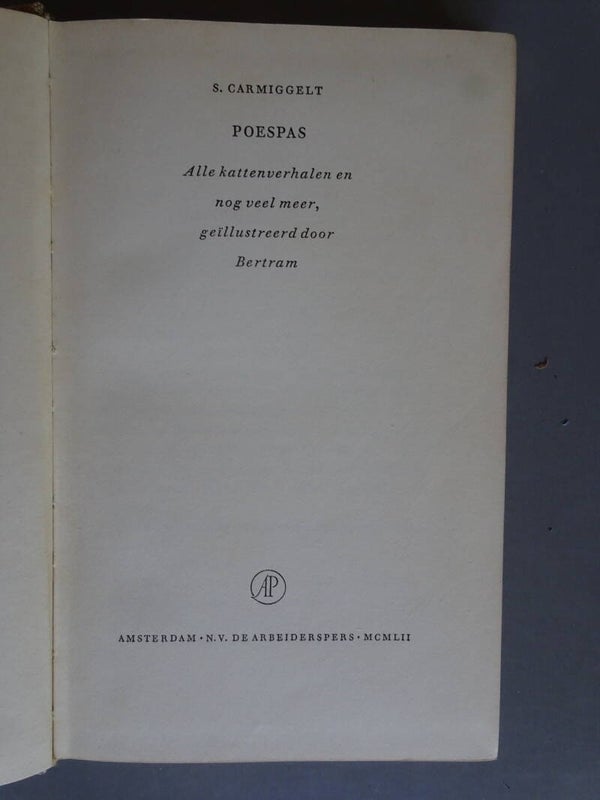 S. CARMIGGELT
POESPAS
Alle kattenverhalen en
nog veel meer,
geïllustreerd door
Bertram
AP
AMSTERDAM · N.V. DE ARBEIDERSPERS · MCMLII